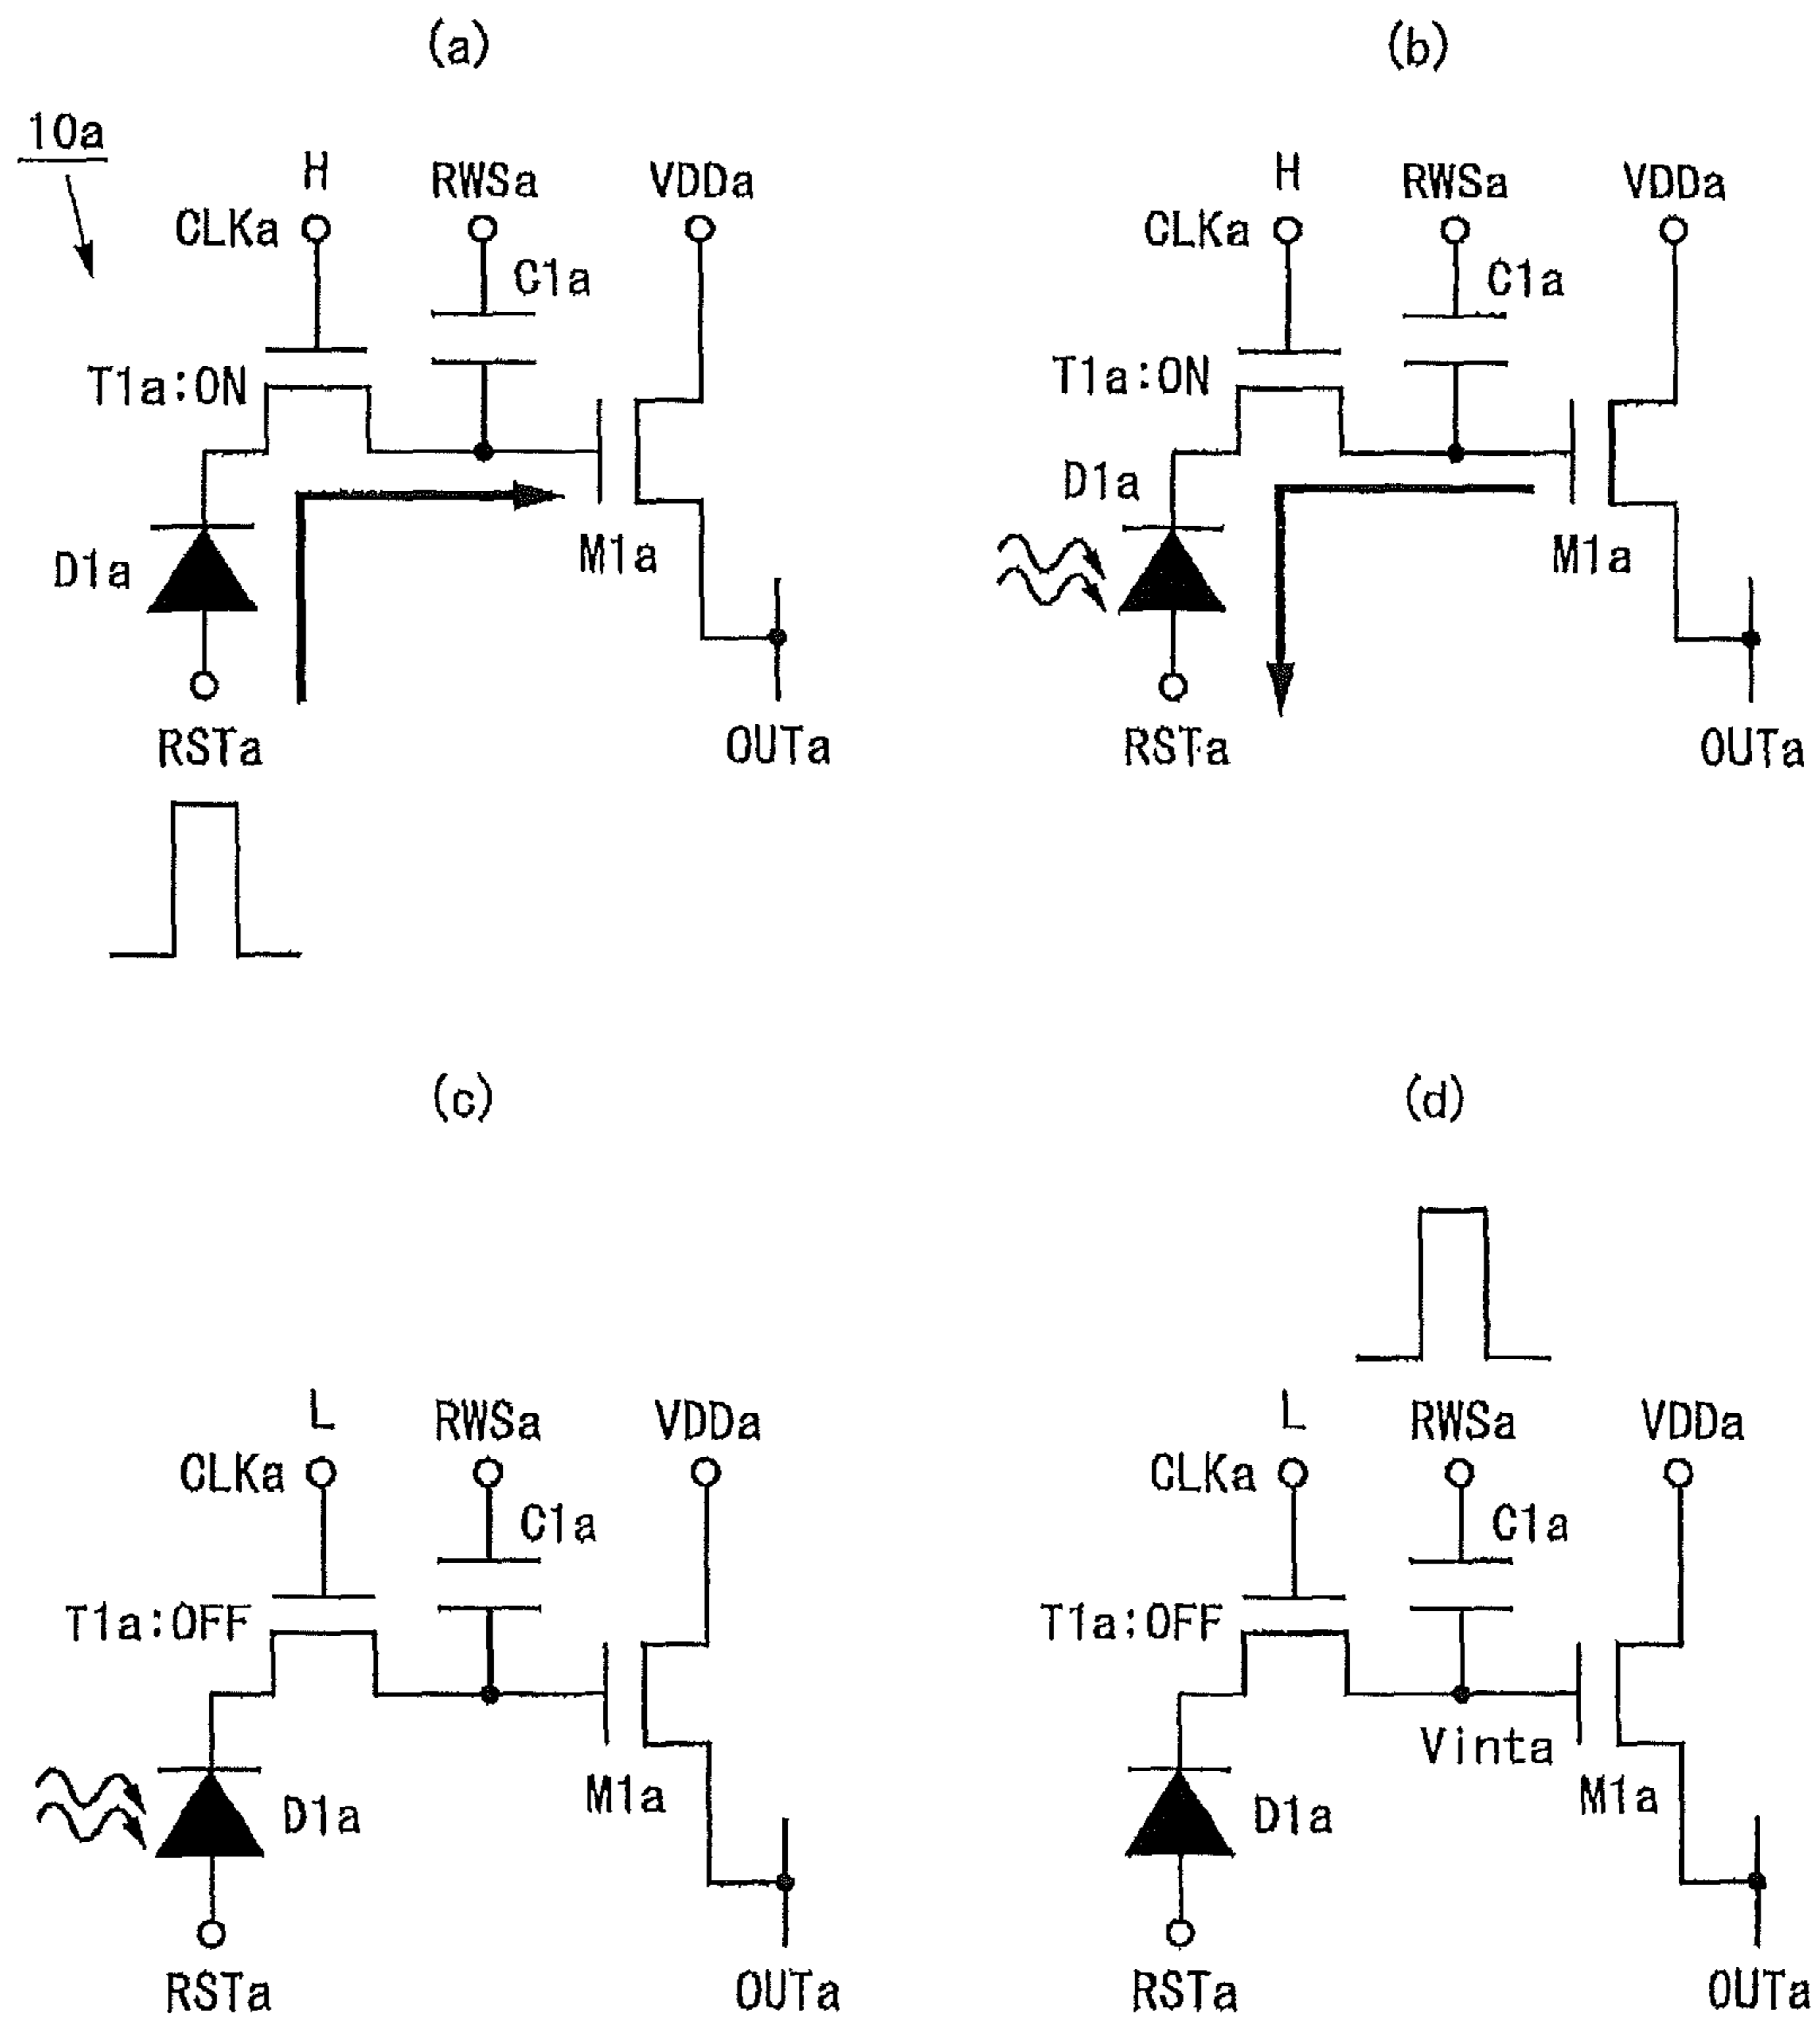 (a)
10a
H
CLKa
RWSa
VDDa
C1a
T1a:ON
D1a
M1a
RSTa
OUTa
(b)
H
CLKa
RWSa
VDDa
C1a
T1a:ON
D1a
M1a
RSTa
OUTa
(c)
L
CLKa
RWSa
VDDa
C1a
T1a:OFF
D1a
M1a
RSTa
OUTa
(d)
L
CLKa
RWSa
VDDa
C1a
T1a:OFF
Vinta
D1a
M1a
RSTa
OUTa